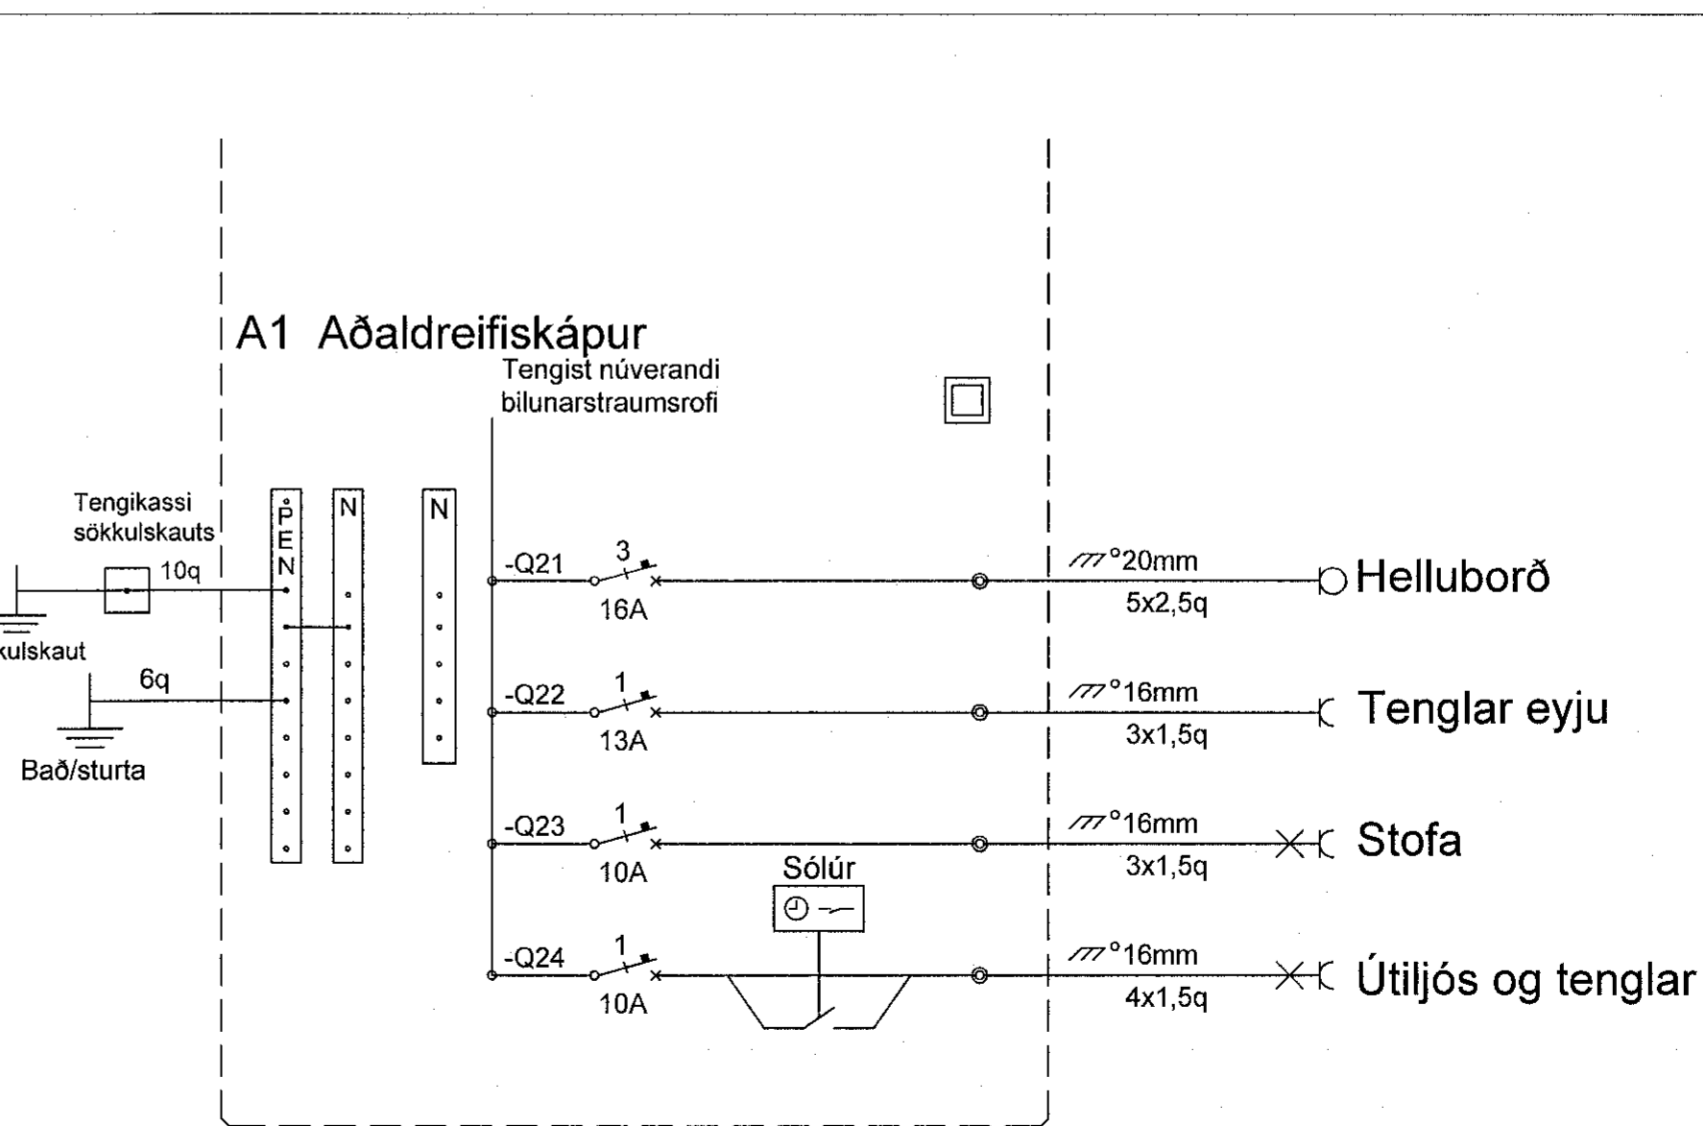 A1 Aðaldreifiskápur
Tengist núverandi
bilunarstraumsrofi
Tengikassi
sökkulskauts
10q
kulskaut
6q
Bað/sturta
PEN
N
N
-Q21
3
16A
20mm
5x2,5q
Helluborð
-Q22
1
13A
16mm
3x1,5q
Tenglar eyju
-Q23
1
10A
16mm
3x1,5q
Stofa
Sólúr
-Q24
1
10A
16mm
4x1,5q
Útiljós og tenglar